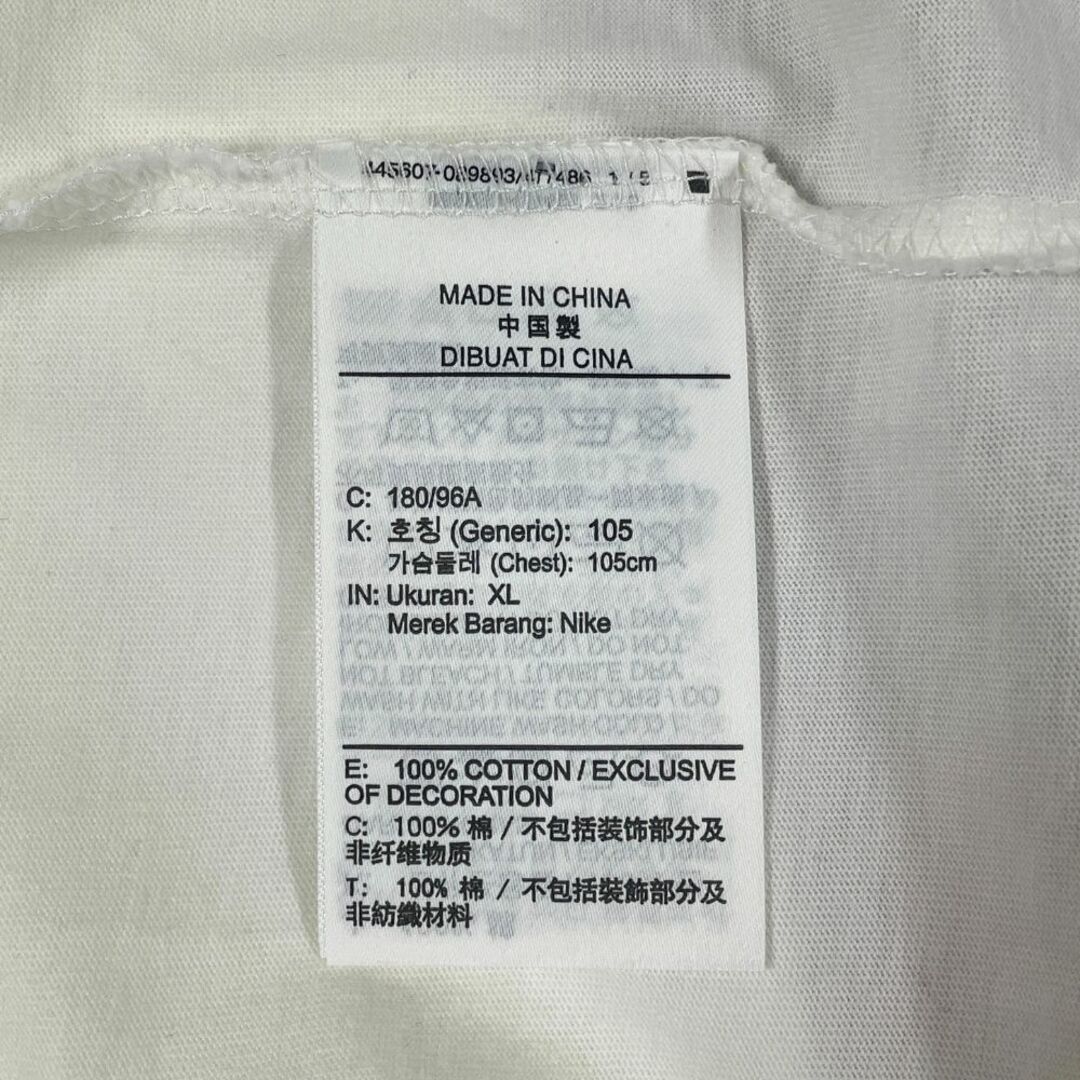 MADE IN CHINA
中国製
DIBUAT DI CINA
C: 180/96A
K: 호칭 (Generic): 105
가슴둘레 (Chest): 105cm
IN: Ukuran: XL
Merek Barang: Nike
E: 100% COTTON / EXCLUSIVE
OF DECORATION
C: 100% 棉 / 不包括装饰部分及
非纤维物质
T: 100% 棉 / 不包括裝飾部分及
非紡織材料